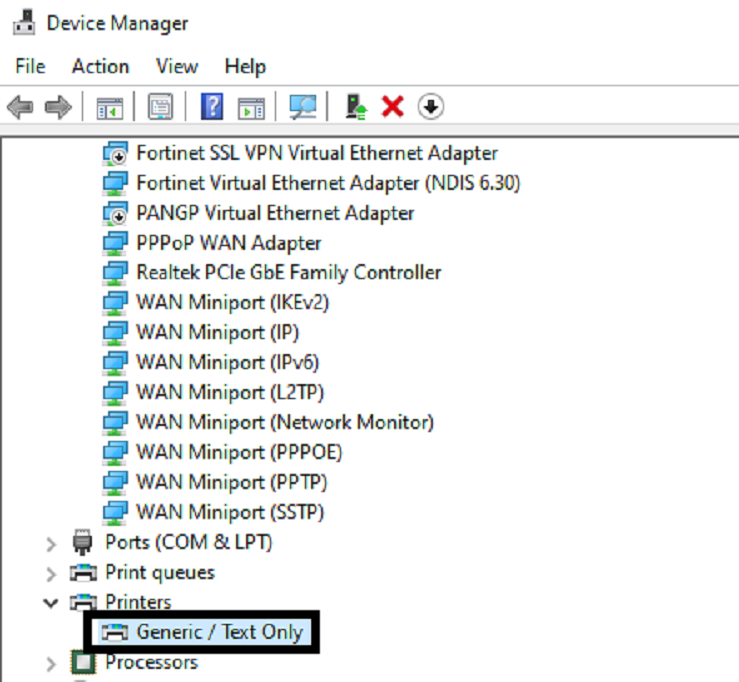 Device Manager
File Action View Help
Fortinet SSL VPN Virtual Ethernet Adapter
Fortinet Virtual Ethernet Adapter (NDIS 6.30)
PANGP Virtual Ethernet Adapter
PPPoP WAN Adapter
Realtek PCIe GbE Family Controller
WAN Miniport (IKEv2)
WAN Miniport (IP)
WAN Miniport (IPv6)
WAN Miniport (L2TP)
WAN Miniport (Network Monitor)
WAN Miniport (PPPOE)
WAN Miniport (PPTP)
WAN Miniport (SSTP)
Ports (COM & LPT)
Print queues
Printers
Generic / Text Only
Processors